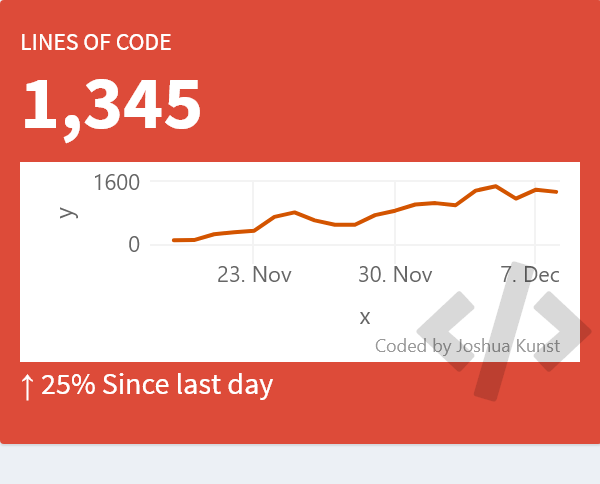 LINES OF CODE
1,345
1600
y
0
23. Nov 30. Nov 7. Dec
x
Coded by Joshua Kunst
↑ 25% Since last day